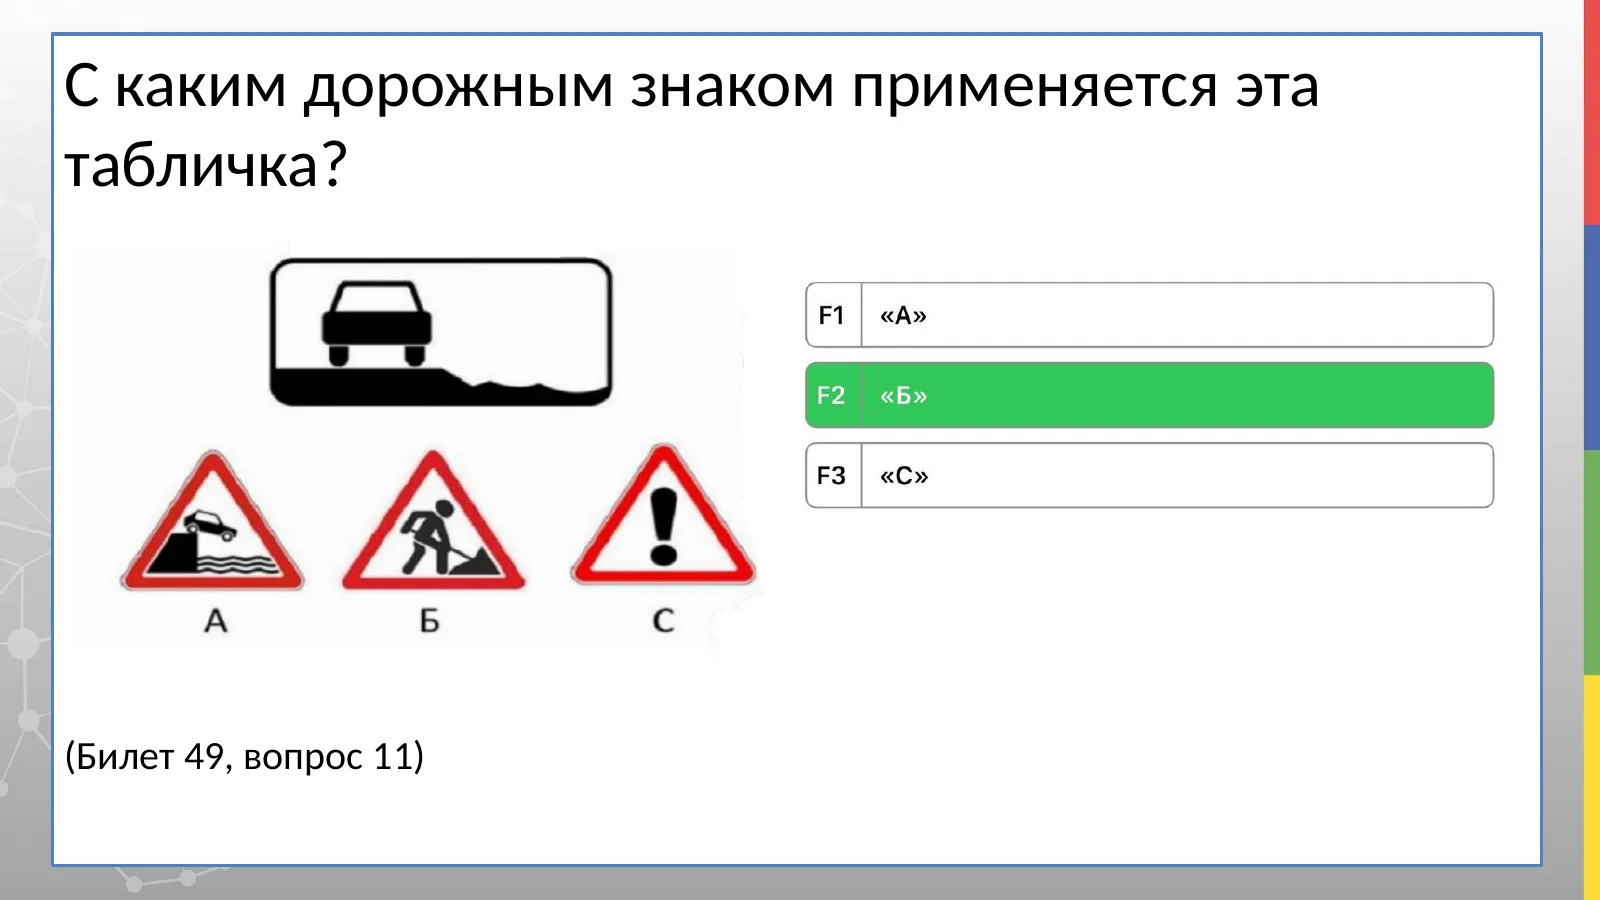 С каким дорожным знаком применяется эта
табличка?
F1 «А»
F2 «Б»
F3 «С»
А Б С
(Билет 49, вопрос 11)